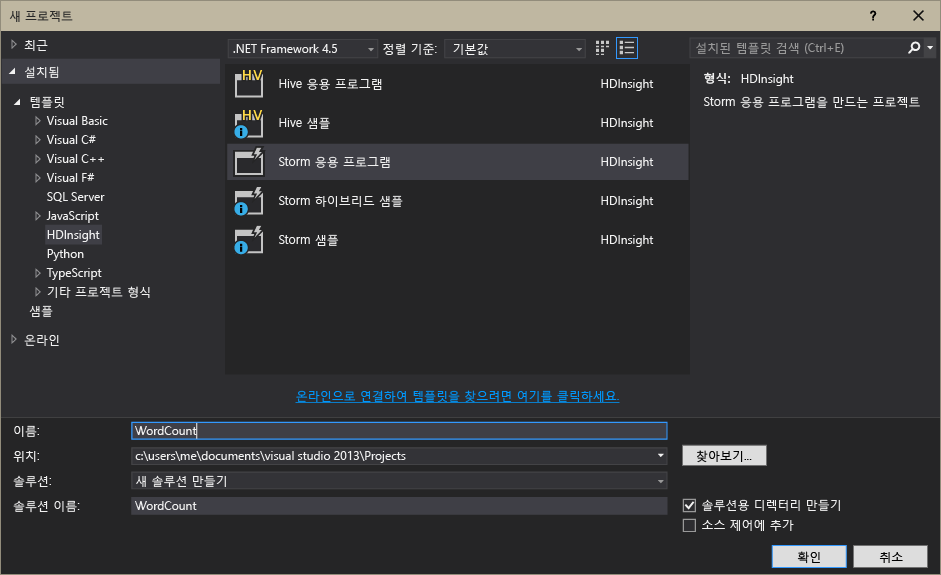 새 프로젝트
?
최근
설치됨
템플릿
Visual Basic
Visual C#
Visual C++
Visual F#
SQL Server
JavaScript
HDInsight
Python
TypeScript
기타 프로젝트 형식
샘플
온라인
.NET Framework 4.5 정렬 기준: 기본값
Hive 응용 프로그램 HDInsight
Hive 샘플 HDInsight
Storm 응용 프로그램 HDInsight
Storm 하이브리드 샘플 HDInsight
Storm 샘플 HDInsight
HV
HV
설치된 템플릿 검색 (Ctrl+E)
형식: HDInsight
Storm 응용 프로그램을 만드는 프로젝트
온라인으로 연결하여 템플릿을 찾으려면 여기를 클릭하세요.
이름: WordCount
위치: c:\users\me\documents\visual studio 2013\Projects 찾아보기...
솔루션: 새 솔루션 만들기
솔루션 이름: WordCount
솔루션용 디렉터리 만들기
소스 제어에 추가
확인 취소